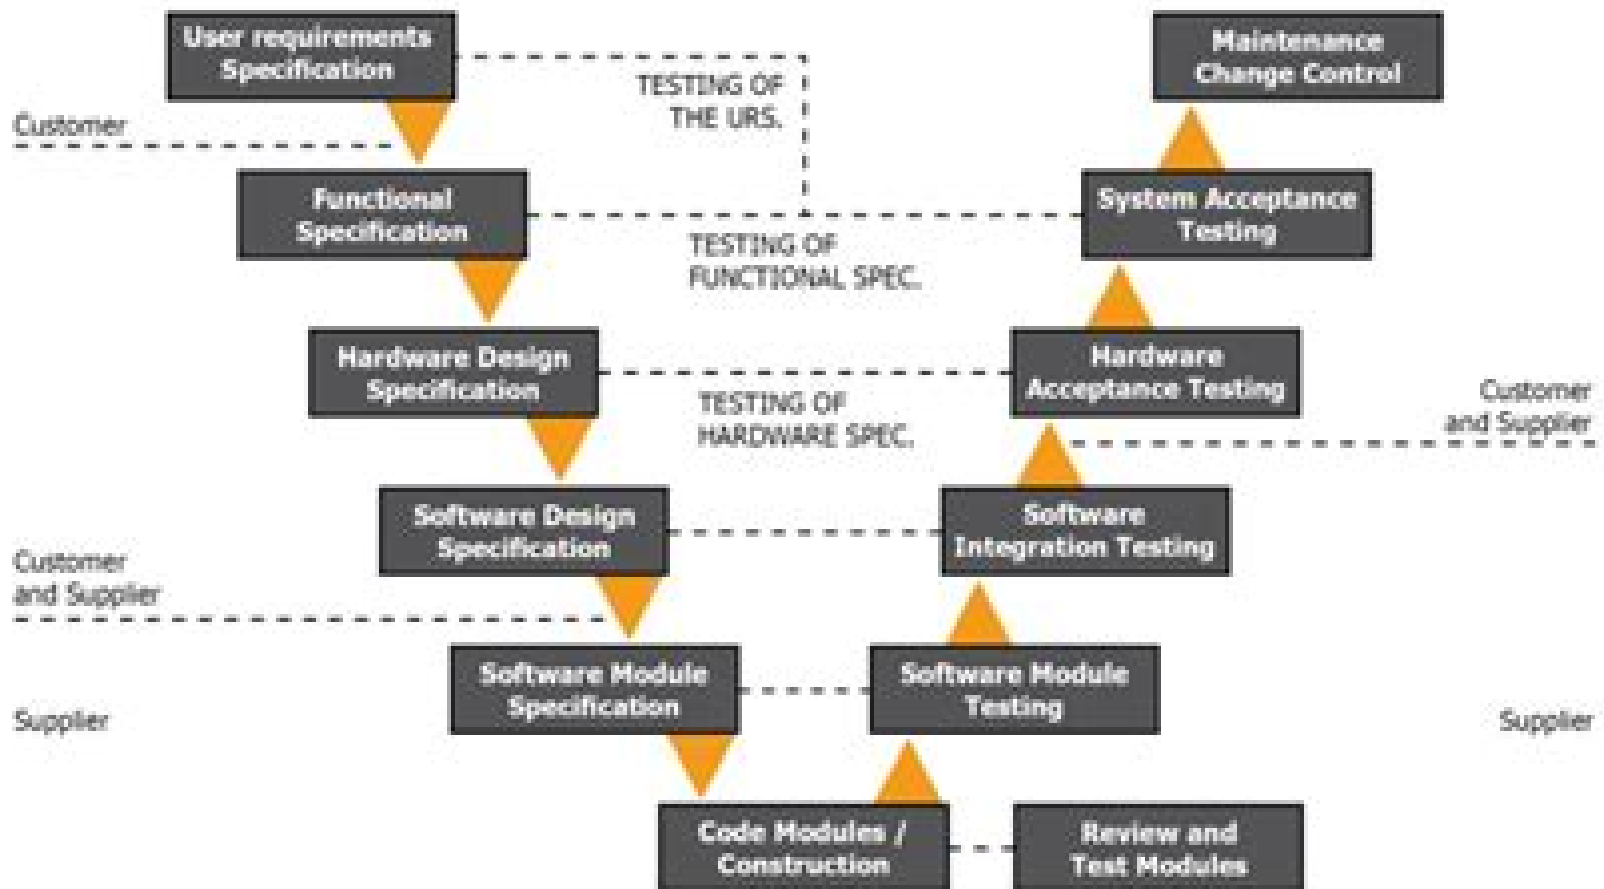 User requirements
Specification
Maintenance
Change Control
TESTING OF
THE URS.
Customer
Functional
Specification
System Acceptance
Testing
TESTING OF
FUNCTIONAL SPEC.
Hardware Design
Specification
Hardware
Acceptance Testing
TESTING OF
HARDWARE SPEC.
Customer
and Supplier
Software Design
Specification
Software
Integration Testing
Customer
and Supplier
Software Module
Specification
Software Module
Testing
Supplier
Supplier
Code Modules /
Construction
Review and
Test Modules